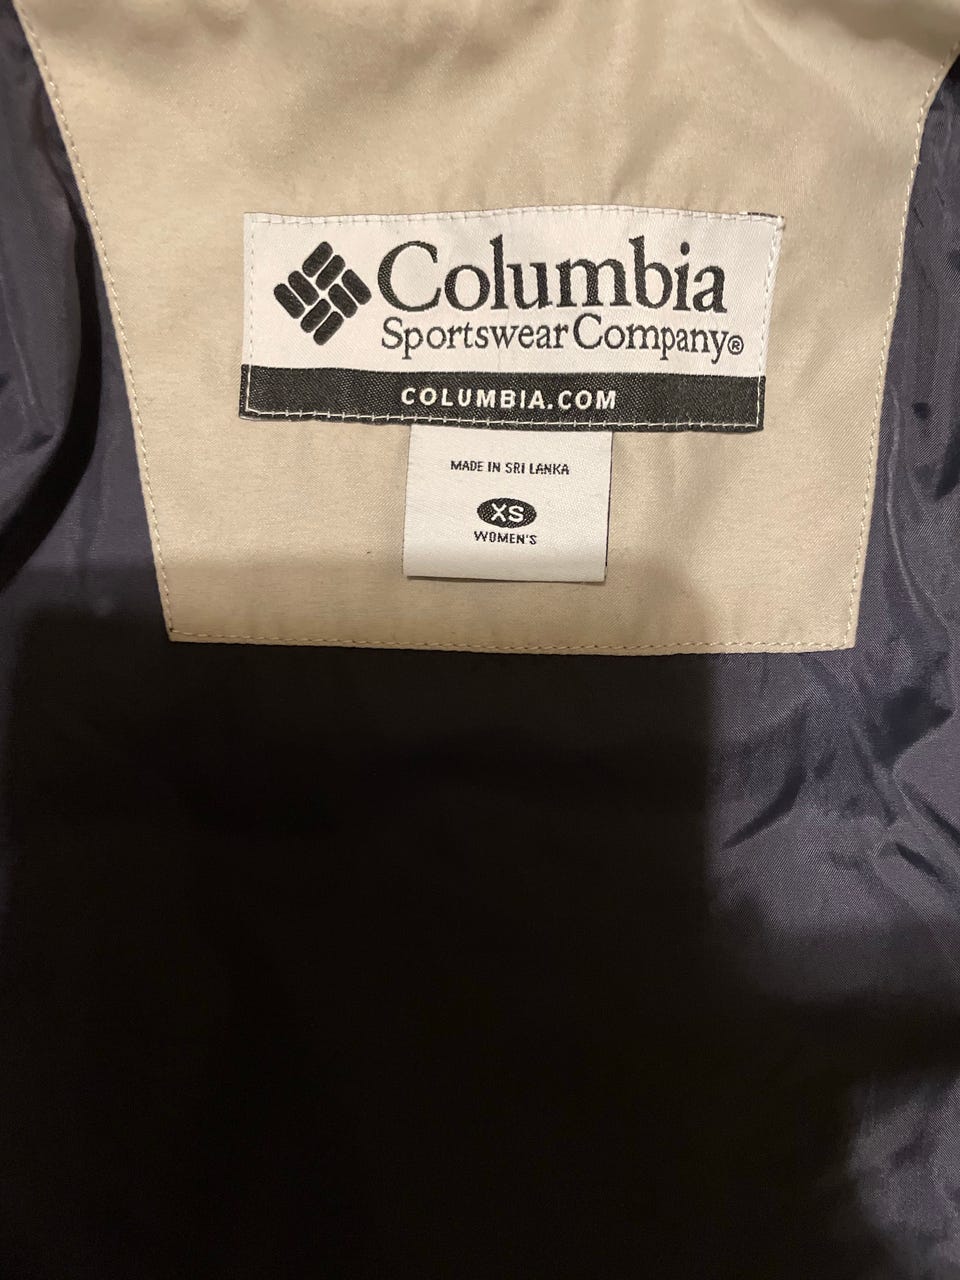 Columbia
Sportswear Company®
COLUMBIA.COM
MADE IN SRI LANKA
XS
WOMEN'S